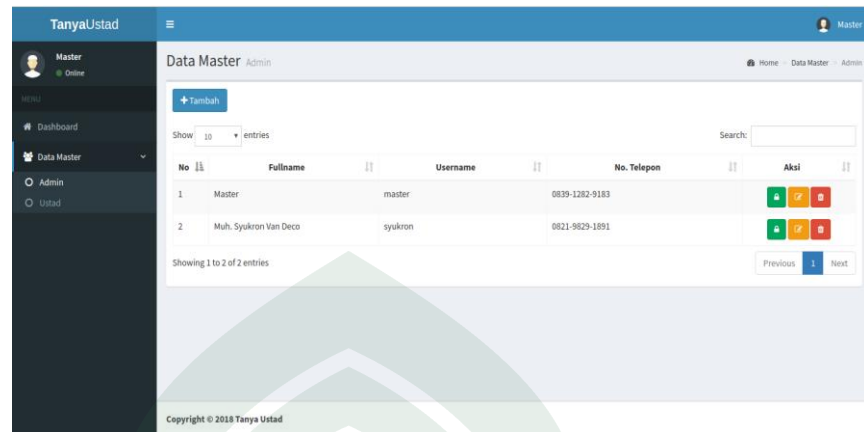 TanyaUstad
Master
Master
Online
Data Master Admin
Home Data Master Admin
MENU
Dashboard
Data Master
Admin
Ustad
+Tambah
Show 10 entries
Search:
No Fullname Username No. Telepon Aksi
1 Master master 0839-1282-9183
2 Muh. Syukron Van Deco syukron 0821-9829-1891
Showing 1 to 2 of 2 entries
Previous 1 Next
Copyright © 2018 Tanya Ustad